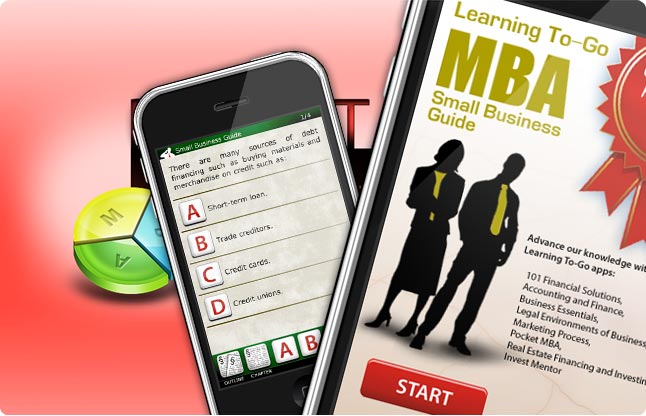 Small Business Guide 1/4
There are many sources of debt
financing such as buying materials and
merchandise on credit such as:
A Short-term loan.
B Trade creditors.
C Credit cards.
D Credit unions.
A B
OUTLINE CHAPTER
M
A
Learning To-Go
MBA
Small Business
Guide
Advance our knowledge wit
Learning To-Go apps:
101 Financial Solutions,
Accounting and Finance,
Business Essentials,
Legal Environments of Business,
Marketing Process,
Pocket MBA,
Real Estate Financing and Investing
Invest Mentor
START